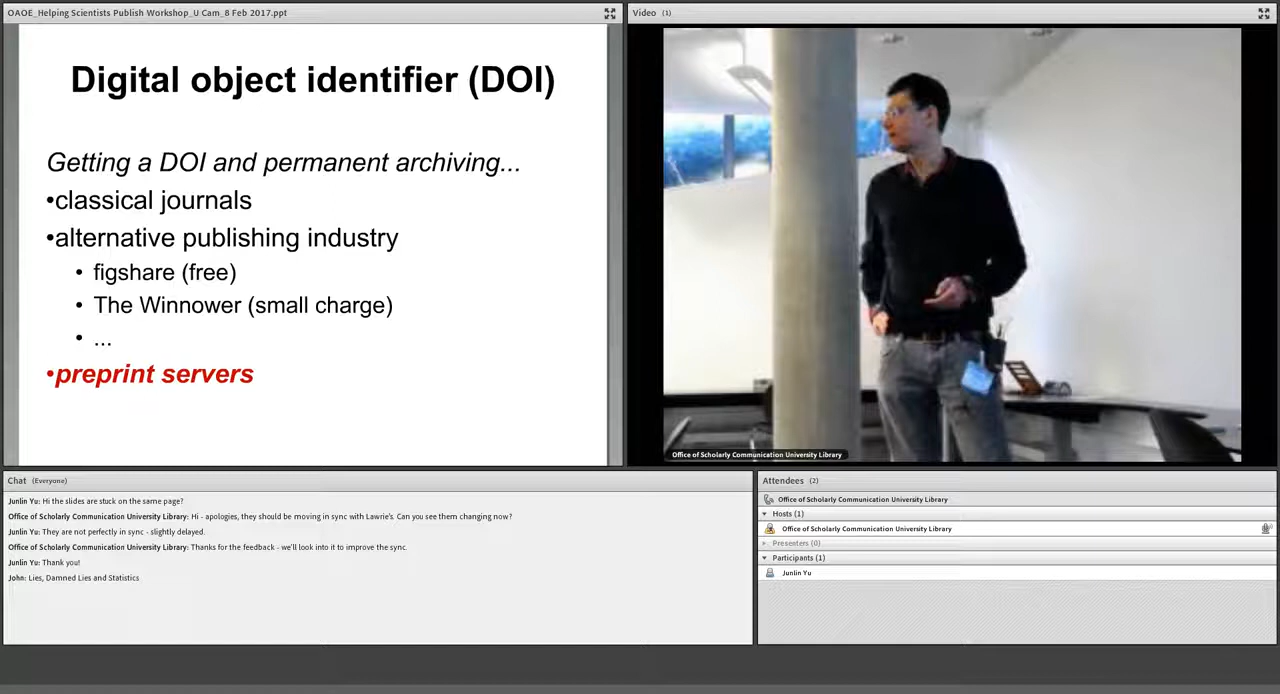 OAOE_Helping Scientists Publish Workshop_U Cam_8 Feb 2017.ppt
Digital object identifier (DOI)
Getting a DOI and permanent archiving...
•classical journals
•alternative publishing industry
• figshare (free)
• The Winnower (small charge)
• ...
•preprint servers
Video (1)
Office of Scholarly Communication University Library
Chat (Everyone)
Junlin Yu: Hi the slides are stuck on the same page?
Office of Scholarly Communication University Library: Hi - apologies, they should be moving in sync with Lawrie's. Can you see them changing now?
Junlin Yu: They are not perfectly in sync - slightly delayed.
Office of Scholarly Communication University Library: Thanks for the feedback - we'll look into it to improve the sync.
Junlin Yu: Thank you!
John: Lies, Damned Lies and Statistics
Attendees (2)
Office of Scholarly Communication University Library
Hosts (1)
Office of Scholarly Communication University Library
Presenters (0)
Participants (1)
Junlin Yu